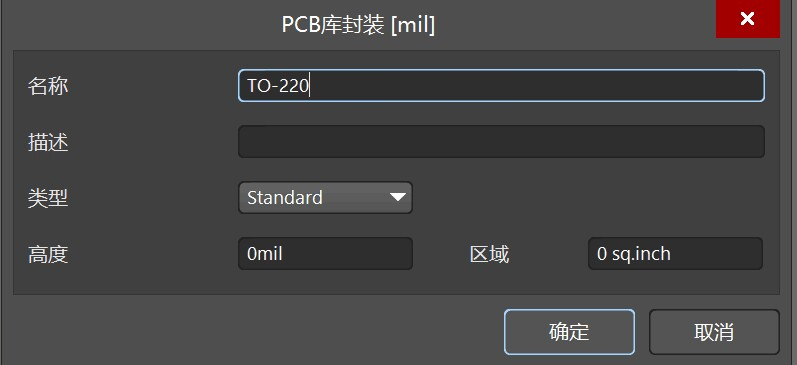 PCB库封装 [mil]
名称 TO-220
描述
类型 Standard
高度 0mil 区域 0 sq.inch
确定 取消